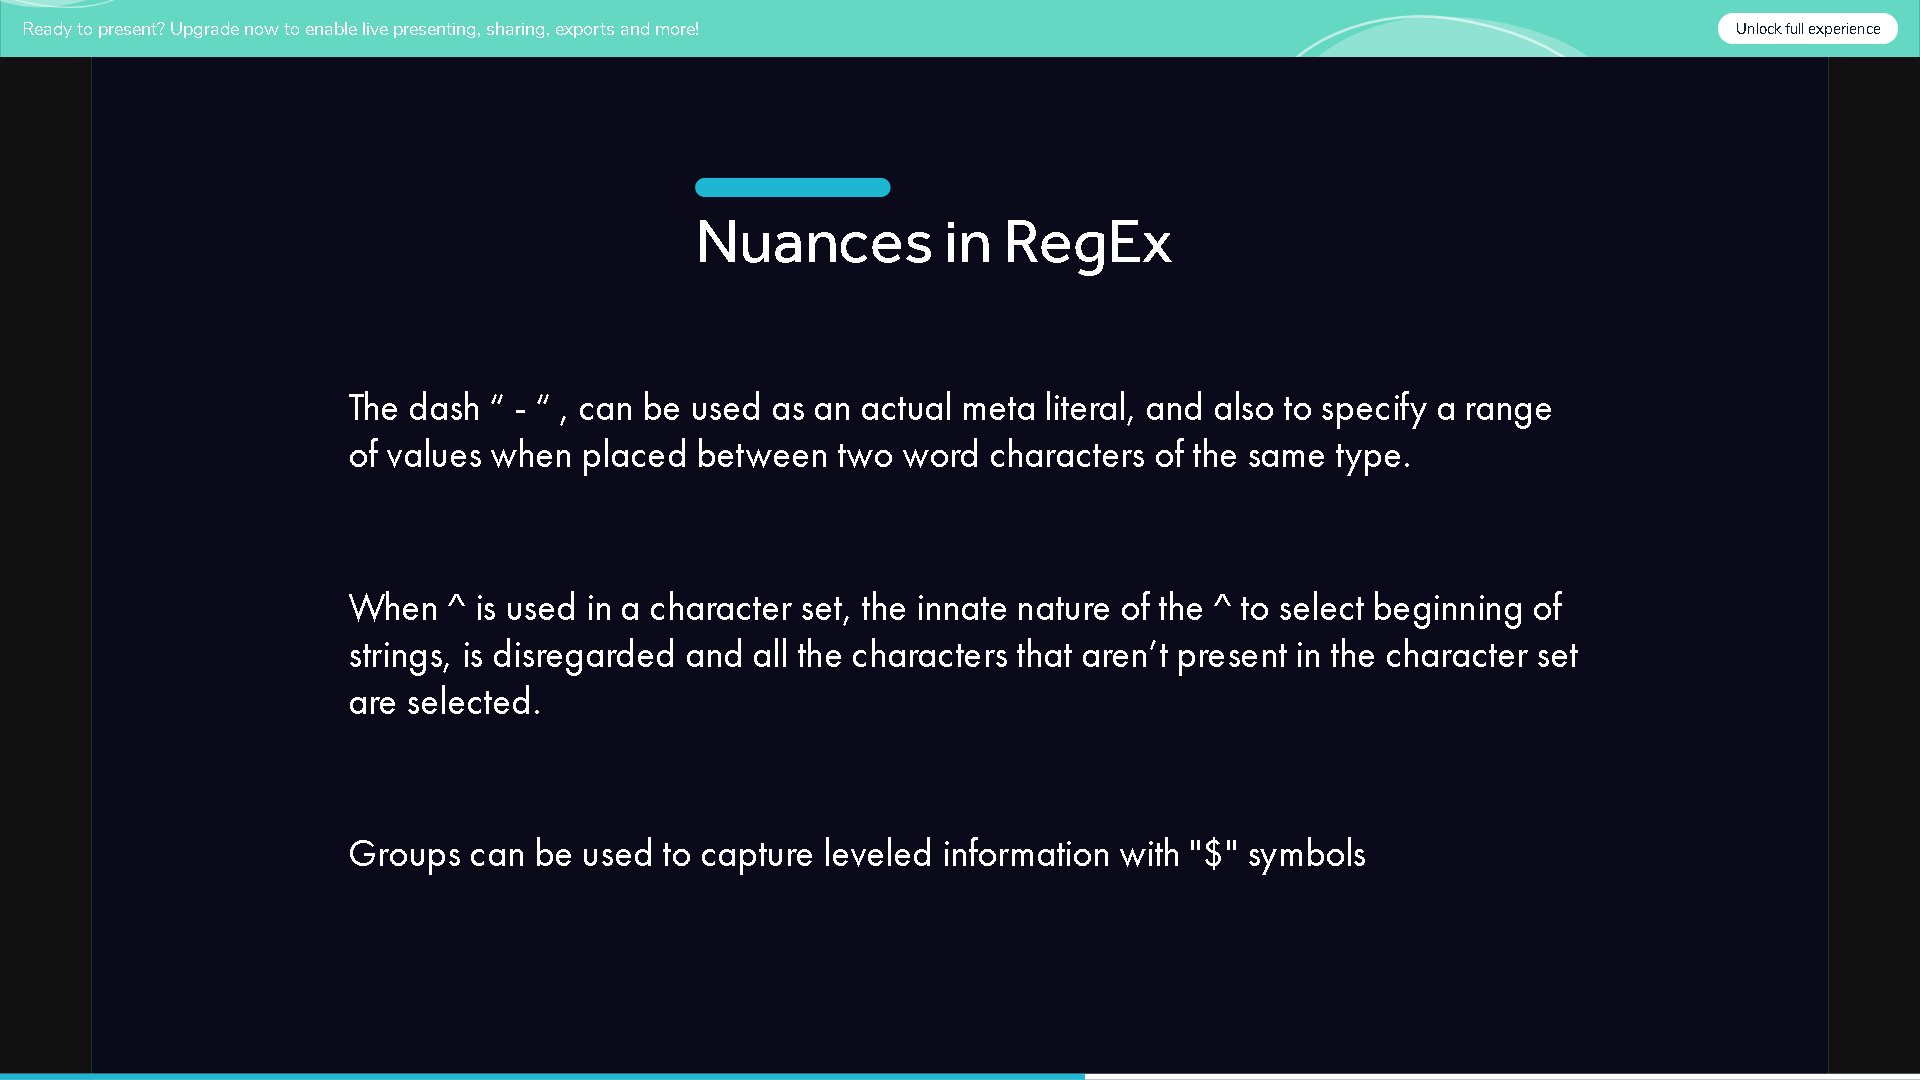 Ready to present? Upgrade now to enable live presenting, sharing, exports and more!
Unlock full experience
Nuances in RegEx
The dash “ - “ , can be used as an actual meta literal, and also to specify a range
of values when placed between two word characters of the same type.
When ^ is used in a character set, the innate nature of the ^ to select beginning of
strings, is disregarded and all the characters that aren’t present in the character set
are selected.
Groups can be used to capture leveled information with "$" symbols